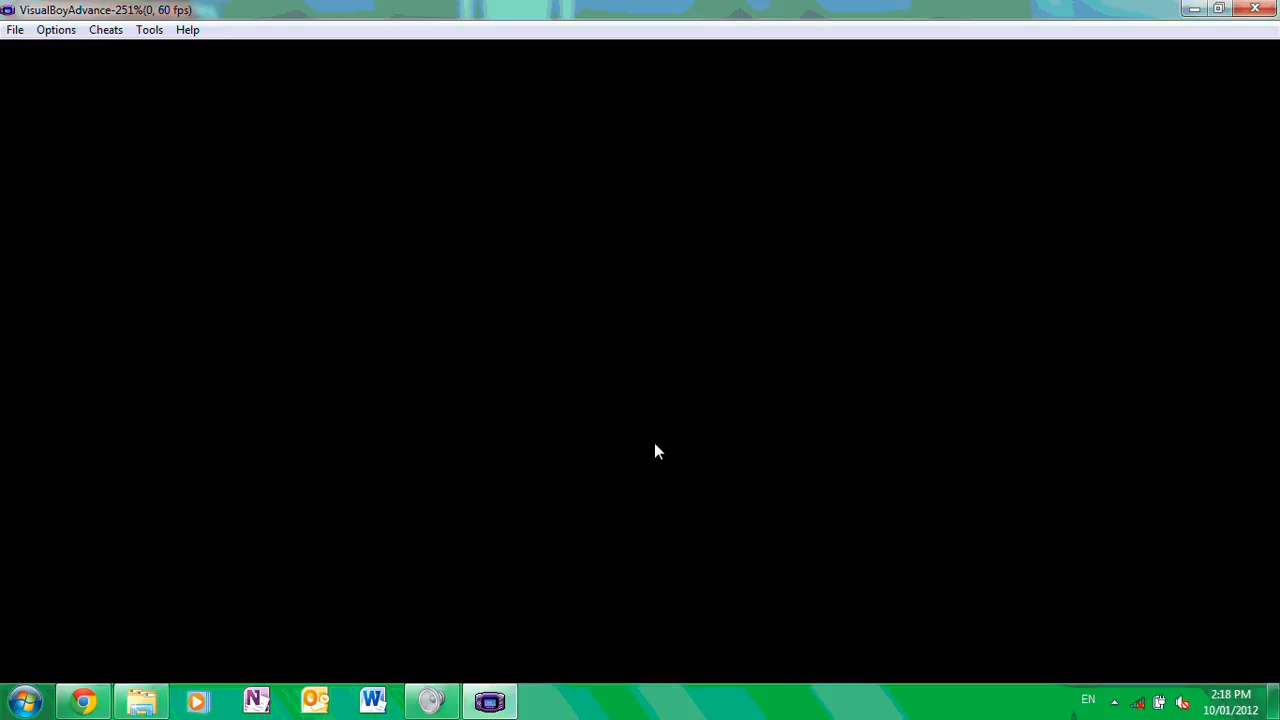 VisualBoyAdvance-251%(0, 60 fps)
File Options Cheats Tools Help
N O W
EN
2:18 PM
10/01/2012